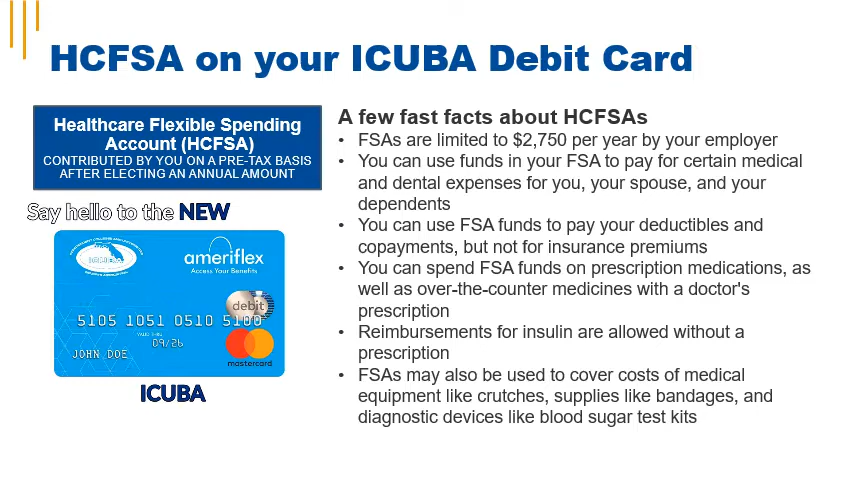 HCFSA on your ICUBA Debit Card
Healthcare Flexible Spending
Account (HCFSA)
CONTRIBUTED BY YOU ON A PRE-TAX BASIS
AFTER ELECTING AN ANNUAL AMOUNT
Say hello to the NEW
ICUBA
ameriflex
Access Your Benefits
debit
5105 1051 0510 5100
VALID THRU
09/26
JOHN DOE
mastercard
ICUBA
A few fast facts about HCFSAs
• FSAs are limited to $2,750 per year by your employer
• You can use funds in your FSA to pay for certain medical
and dental expenses for you, your spouse, and your
dependents
• You can use FSA funds to pay your deductibles and
copayments, but not for insurance premiums
• You can spend FSA funds on prescription medications, as
well as over-the-counter medicines with a doctor's
prescription
• Reimbursements for insulin are allowed without a
prescription
• FSAs may also be used to cover costs of medical
equipment like crutches, supplies like bandages, and
diagnostic devices like blood sugar test kits